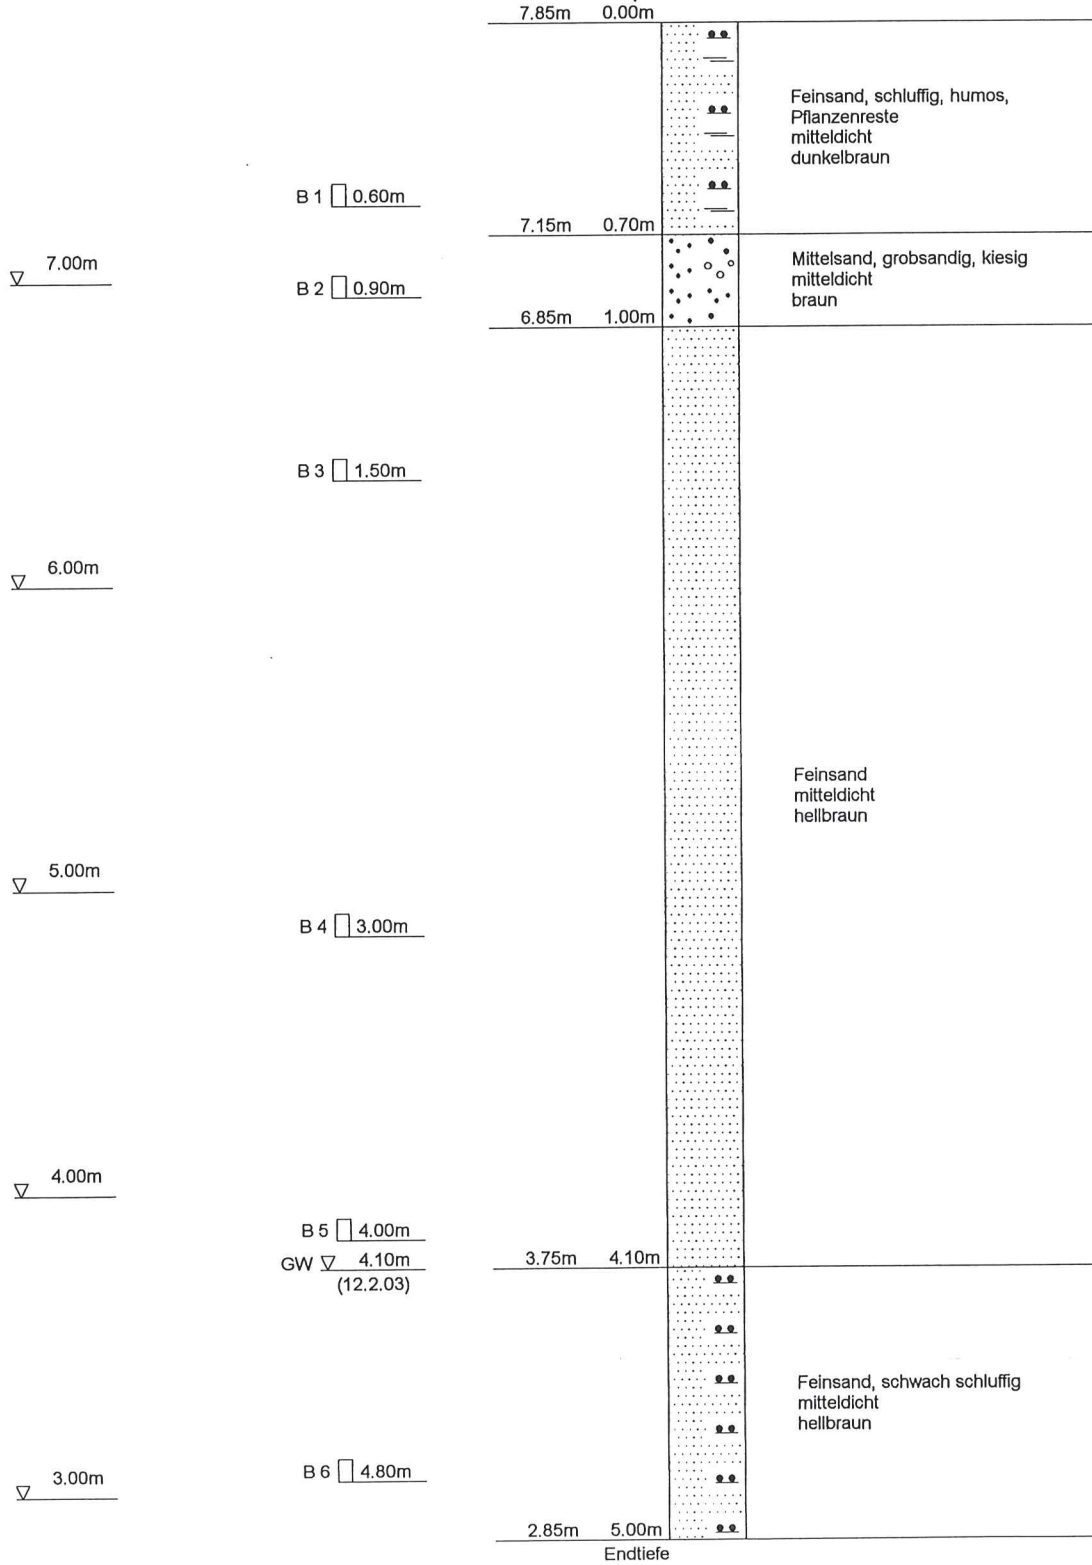 7.85m 0.00m
Feinsand, schluffig, humos,
Pflanzenreste
mitteldicht
dunkelbraun
B 1 0.60m
7.15m 0.70m
7.00m
Mittelsand, grobsandig, kiesig
mitteldicht
braun
B 2 0.90m
6.85m 1.00m
B 3 1.50m
6.00m
Feinsand
mitteldicht
hellbraun
5.00m
B 4 3.00m
4.00m
B 5 4.00m
GW 4.10m
(12.2.03)
3.75m 4.10m
Feinsand, schwach schluffig
mitteldicht
hellbraun
B 6 4.80m
3.00m
2.85m 5.00m
Endtiefe